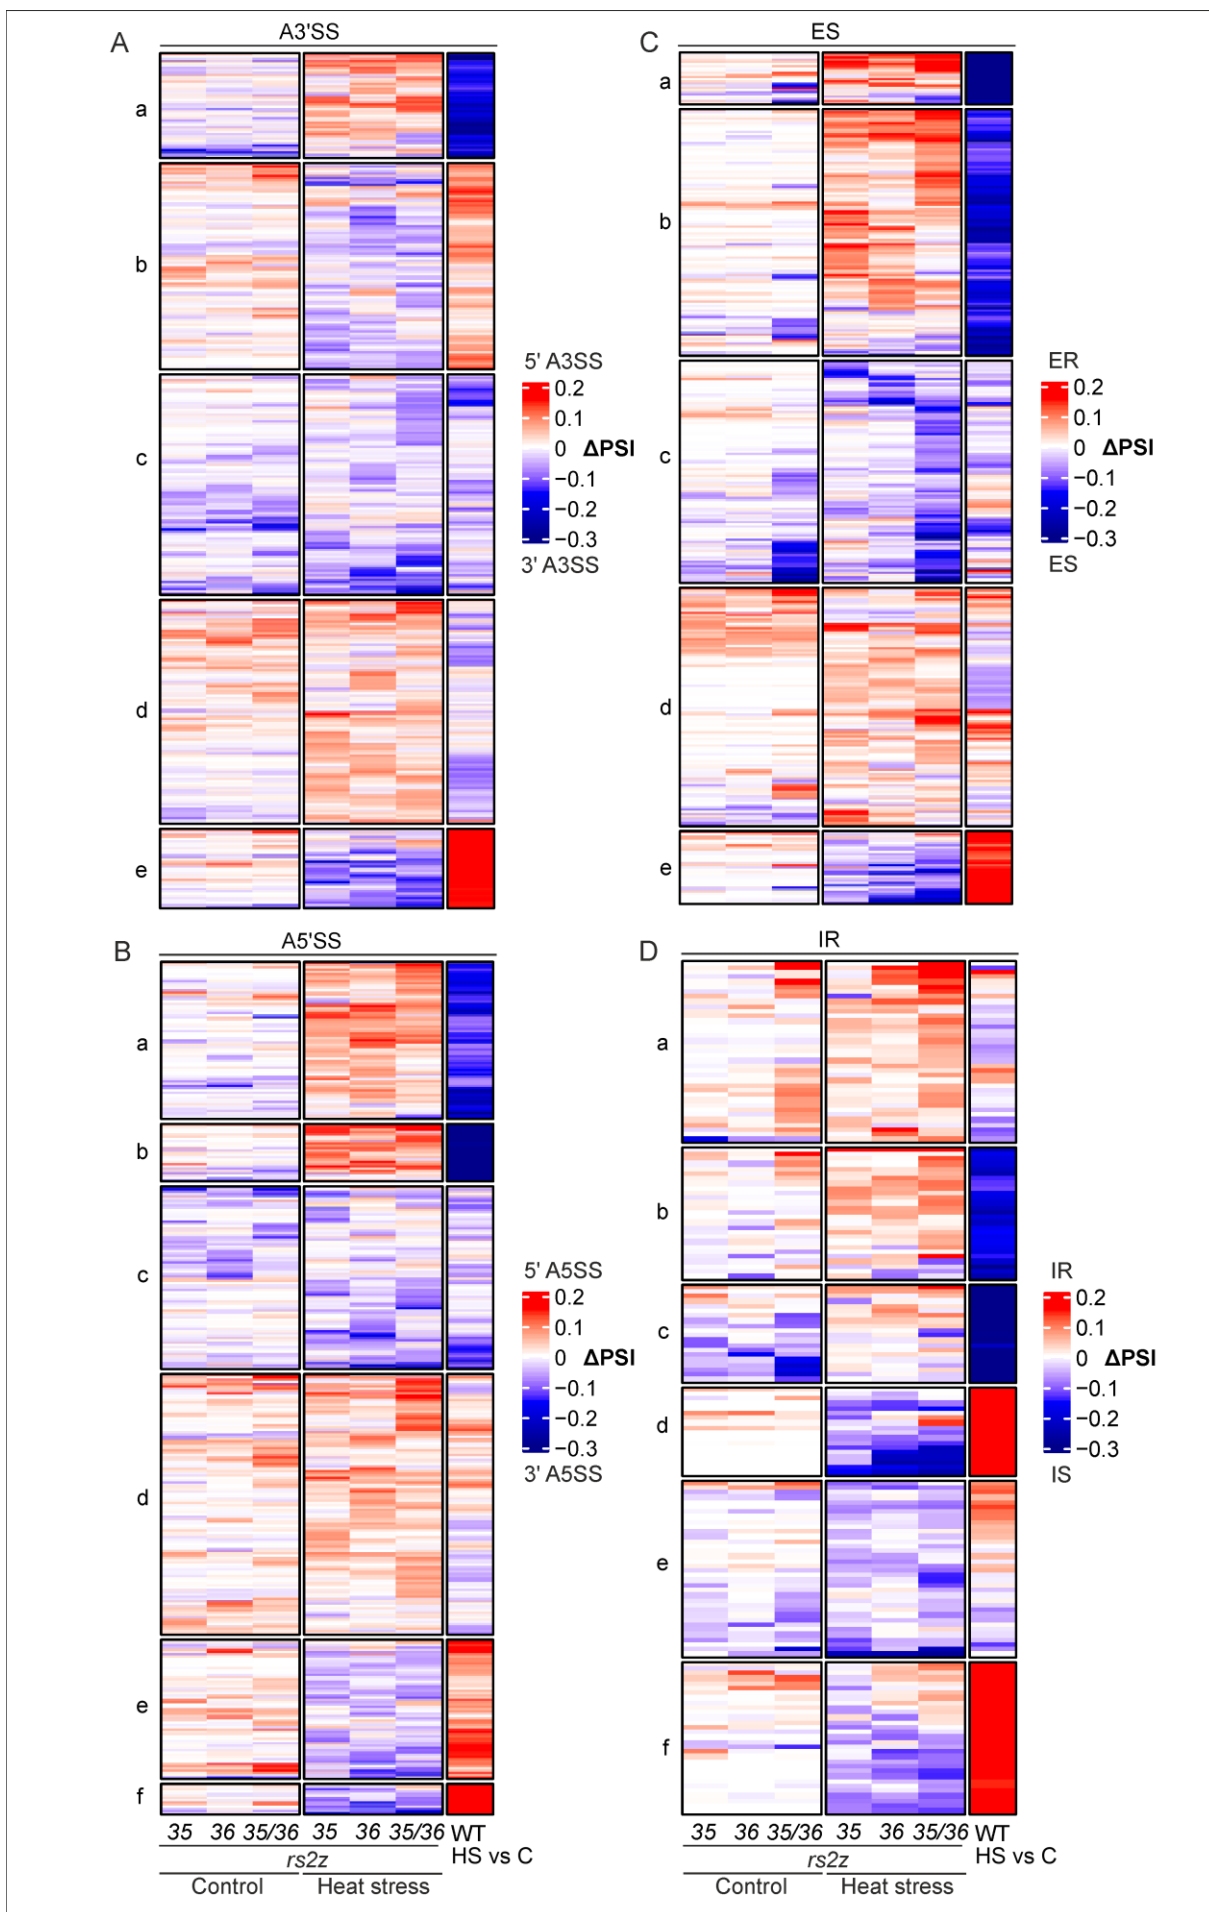 A
A3'SS
a
b
c
d
e
5' A3SS
0.2
0.1
0 ΔPSI
−0.1
−0.2
−0.3
3' A3SS
C
ES
a
b
c
d
e
ER
0.2
0.1
0 ΔPSI
−0.1
−0.2
−0.3
ES
B
A5'SS
a
b
c
d
e
f
5' A5SS
0.2
0.1
0 ΔPSI
−0.1
−0.2
−0.3
3' A5SS
35 36 35/36 35 36 35/36 WT
HS vs C
rs2z
Control Heat stress
D
IR
a
b
c
d
e
f
IR
0.2
0.1
0 ΔPSI
−0.1
−0.2
−0.3
IS
35 36 35/36 35 36 35/36 WT
HS vs C
rs2z
Control Heat stress